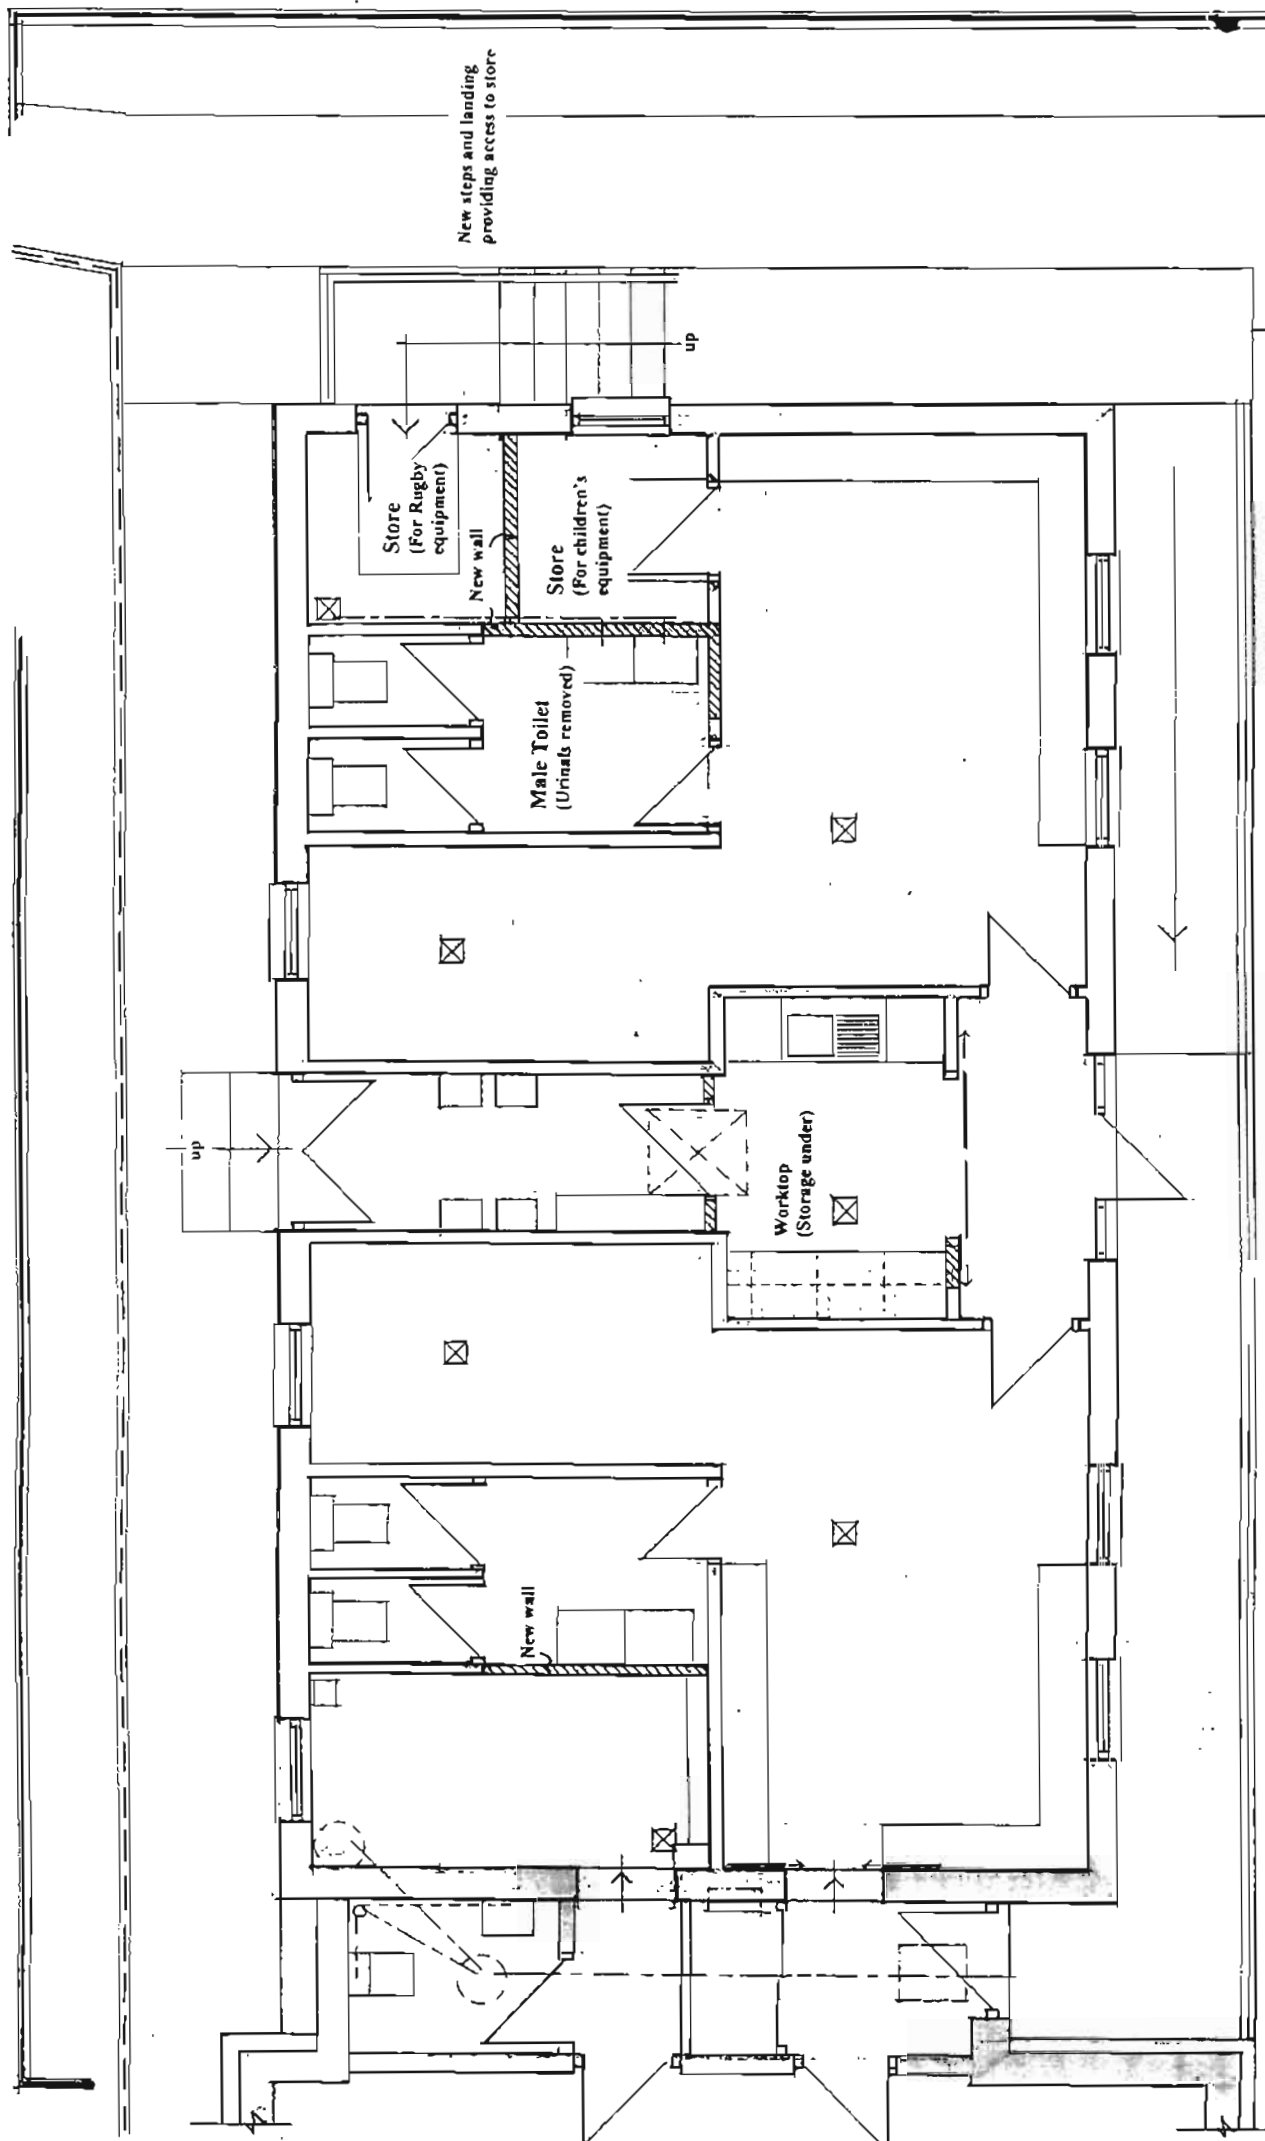 New steps and landing
providing access to store
up
Store
(For Rugby
equipment)
New wall
Store
(For children's
equipment)
Male Toilet
(Urinals removed)
up
Worktop
(Storage under)
New wall